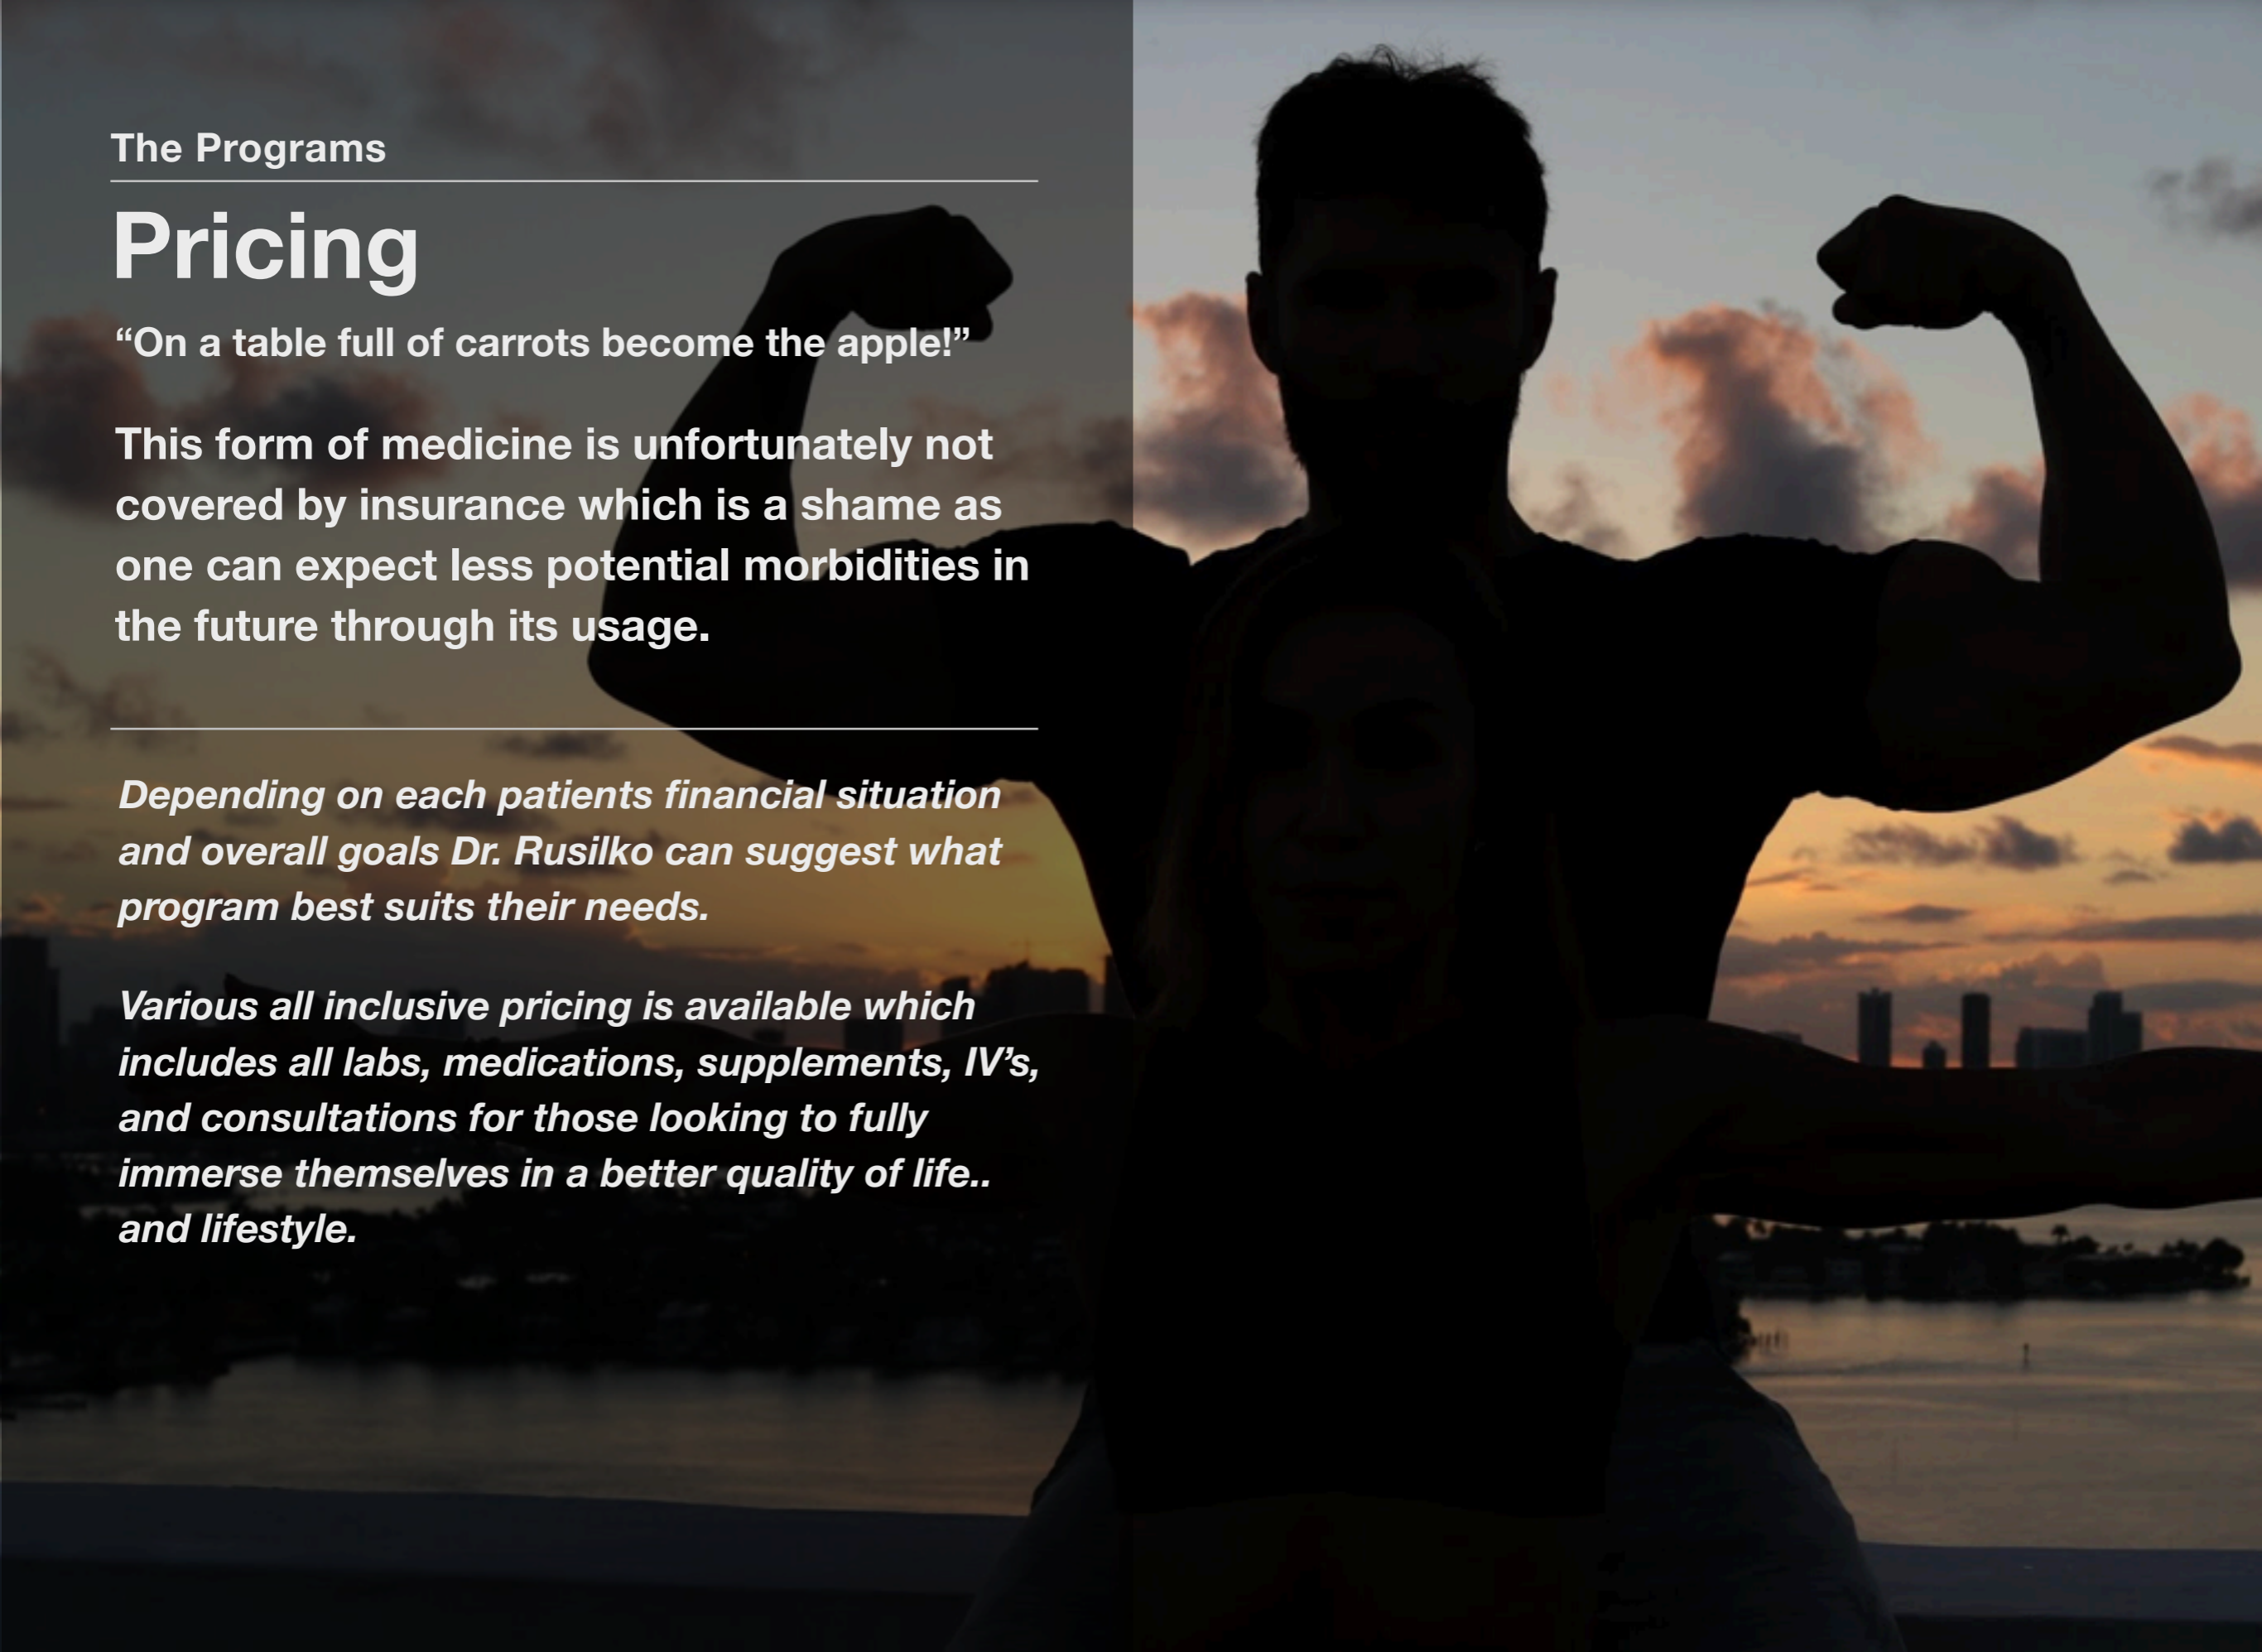 The Programs
Pricing
“On a table full of carrots become the apple!”
This form of medicine is unfortunately not
covered by insurance which is a shame as
one can expect less potential morbidities in
the future through its usage.
Depending on each patients financial situation
and overall goals Dr. Rusilko can suggest what
program best suits their needs.
Various all inclusive pricing is available which
includes all labs, medications, supplements, IV’s,
and consultations for those looking to fully
immerse themselves in a better quality of life..
and lifestyle.